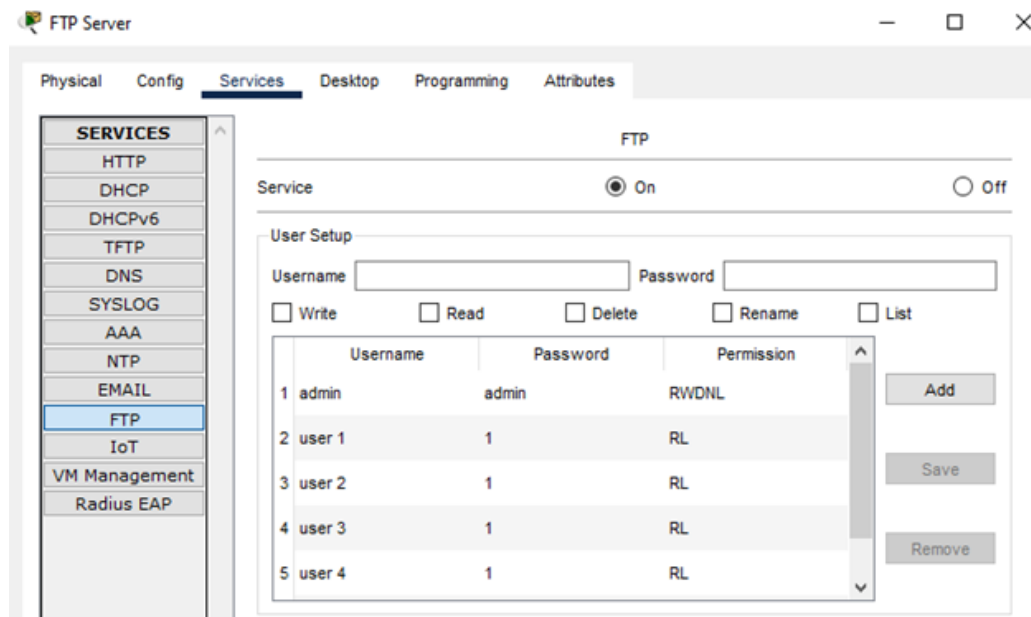 FTP Server
Physical Config Services Desktop Programming Attributes
SERVICES
HTTP
DHCP
DHCPv6
TFTP
DNS
SYSLOG
AAA
NTP
EMAIL
FTP
IoT
VM Management
Radius EAP
FTP
Service On Off
User Setup
Username Password
Write Read Delete Rename List
Username Password Permission
1 admin admin RWDNL
2 user 1 1 RL
3 user 2 1 RL
4 user 3 1 RL
5 user 4 1 RL
Add
Save
Remove